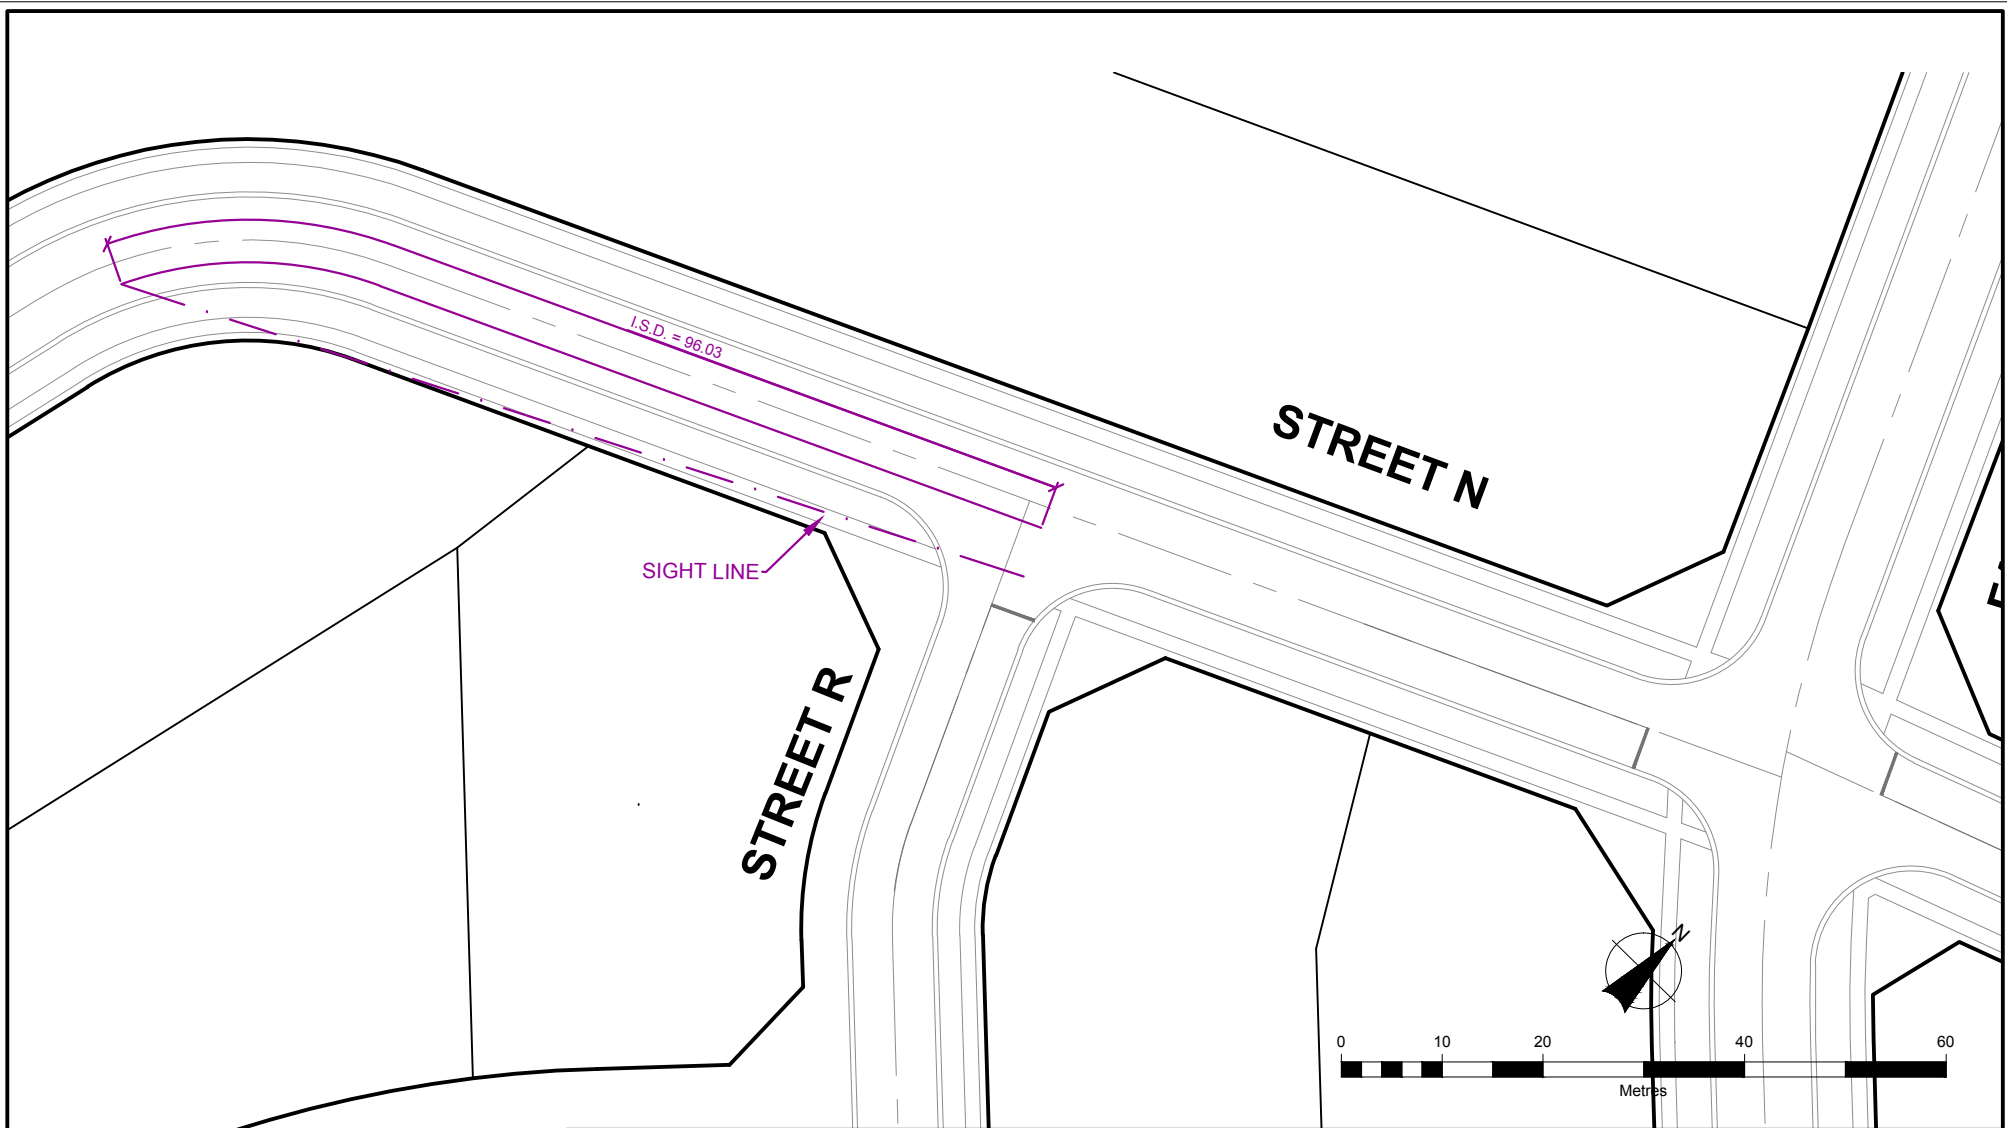 I.S.D. = 96.03
STREET N
SIGHT LINE
STREET R
N
0 10 20 40 60
Metres